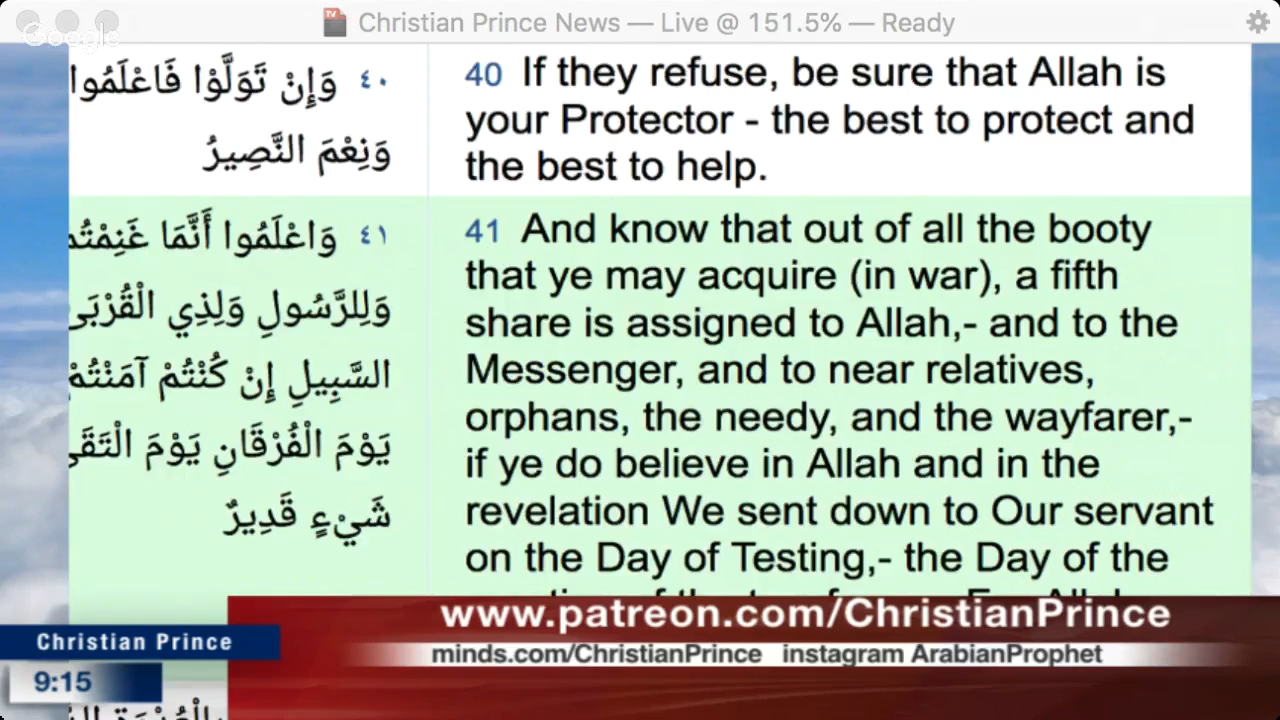 Christian Prince News — Live @ 151.5% — Ready
Google
٤٠ وَإِنْ تَوَلَّوْا فَاعْلَمُوا
وَنِعْمَ النَّصِيرُ
40 If they refuse, be sure that Allah is
your Protector - the best to protect and
the best to help.
٤١ وَاعْلَمُوا أَنَّمَا
وَلِلرَّسُولِ وَلِذِي الْقُرْبَى
السَّبِيلِ إِنْ كُنْتُمْ آمَنْتُمْ
يَوْمَ الْفُرْقَانِ يَوْمَ
شَيْءٍ قَدِيرٌ
41 And know that out of all the booty
that ye may acquire (in war), a fifth
share is assigned to Allah,- and to the
Messenger, and to near relatives,
orphans, the needy, and the wayfarer,-
if ye do believe in Allah and in the
revelation We sent down to Our servant
on the Day of Testing,- the Day of the
www.patreon.com/ChristianPrince
minds.com/ChristianPrince instagram ArabianProphet
Christian Prince
9:15